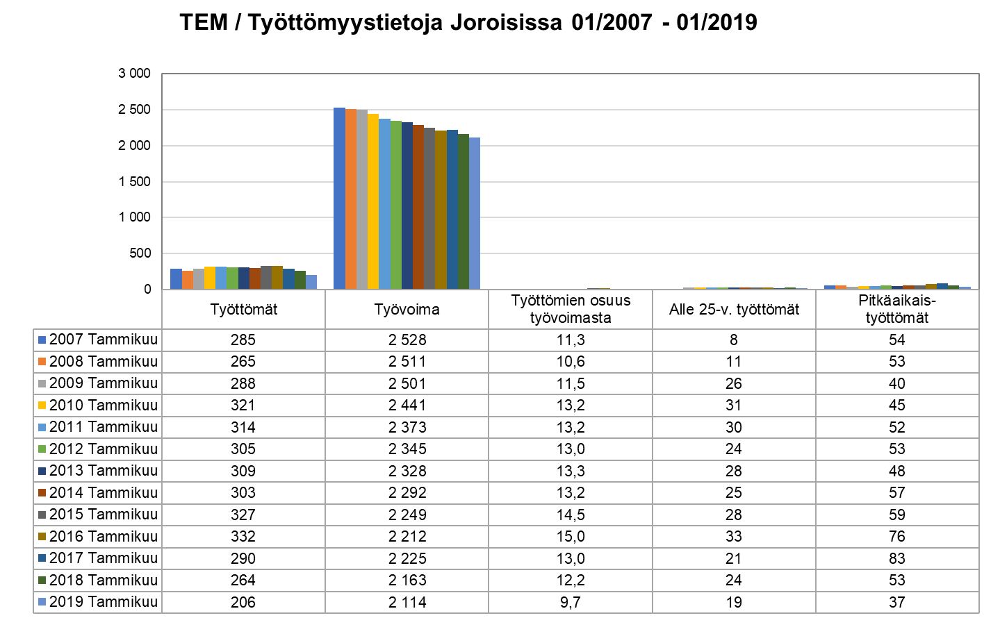 TEM / Työttömyystietoja Joroisissa 01/2007 - 01/2019
3 000
2 500
2 000
1 500
1 000
500
0
Työttömät Työvoima Työttömien osuus työvoimasta Alle 25-v. työttömät Pitkäaikais-työttömät
2007 Tammikuu 285 2 528 11,3 8 54
2008 Tammikuu 265 2 511 10,6 11 53
2009 Tammikuu 288 2 501 11,5 26 40
2010 Tammikuu 321 2 441 13,2 31 45
2011 Tammikuu 314 2 373 13,2 30 52
2012 Tammikuu 305 2 345 13,0 24 53
2013 Tammikuu 309 2 328 13,3 28 48
2014 Tammikuu 303 2 292 13,2 25 57
2015 Tammikuu 327 2 249 14,5 28 59
2016 Tammikuu 332 2 212 15,0 33 76
2017 Tammikuu 290 2 225 13,0 21 83
2018 Tammikuu 264 2 163 12,2 24 53
2019 Tammikuu 206 2 114 9,7 19 37